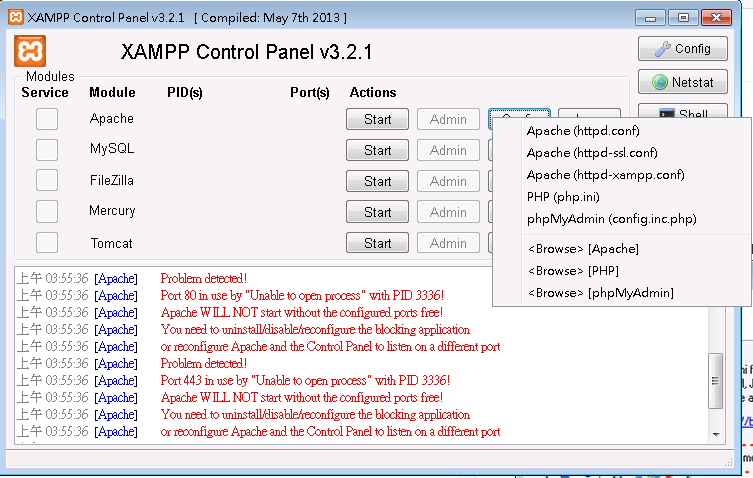 XAMPP Control Panel v3.2.1 [ Compiled: May 7th 2013 ]
XAMPP Control Panel v3.2.1
Config
Netstat
Shell
Modules
Service Module PID(s) Port(s) Actions
Apache Start Admin Config
MySQL Start Admin
FileZilla Start Admin
Mercury Start Admin
Tomcat Start Admin
Apache (httpd.conf)
Apache (httpd-ssl.conf)
Apache (httpd-xampp.conf)
PHP (php.ini)
phpMyAdmin (config.inc.php)
<Browse> [Apache]
<Browse> [PHP]
<Browse> [phpMyAdmin]
上午 03:55:36 [Apache] Problem detected!
上午 03:55:36 [Apache] Port 80 in use by "Unable to open process" with PID 3336!
上午 03:55:36 [Apache] Apache WILL NOT start without the configured ports free!
上午 03:55:36 [Apache] You need to uninstall/disable/reconfigure the blocking application
上午 03:55:36 [Apache] or reconfigure Apache and the Control Panel to listen on a different port
上午 03:55:36 [Apache] Problem detected!
上午 03:55:36 [Apache] Port 443 in use by "Unable to open process" with PID 3336!
上午 03:55:36 [Apache] Apache WILL NOT start without the configured ports free!
上午 03:55:36 [Apache] You need to uninstall/disable/reconfigure the blocking application
上午 03:55:36 [Apache] or reconfigure Apache and the Control Panel to listen on a different port